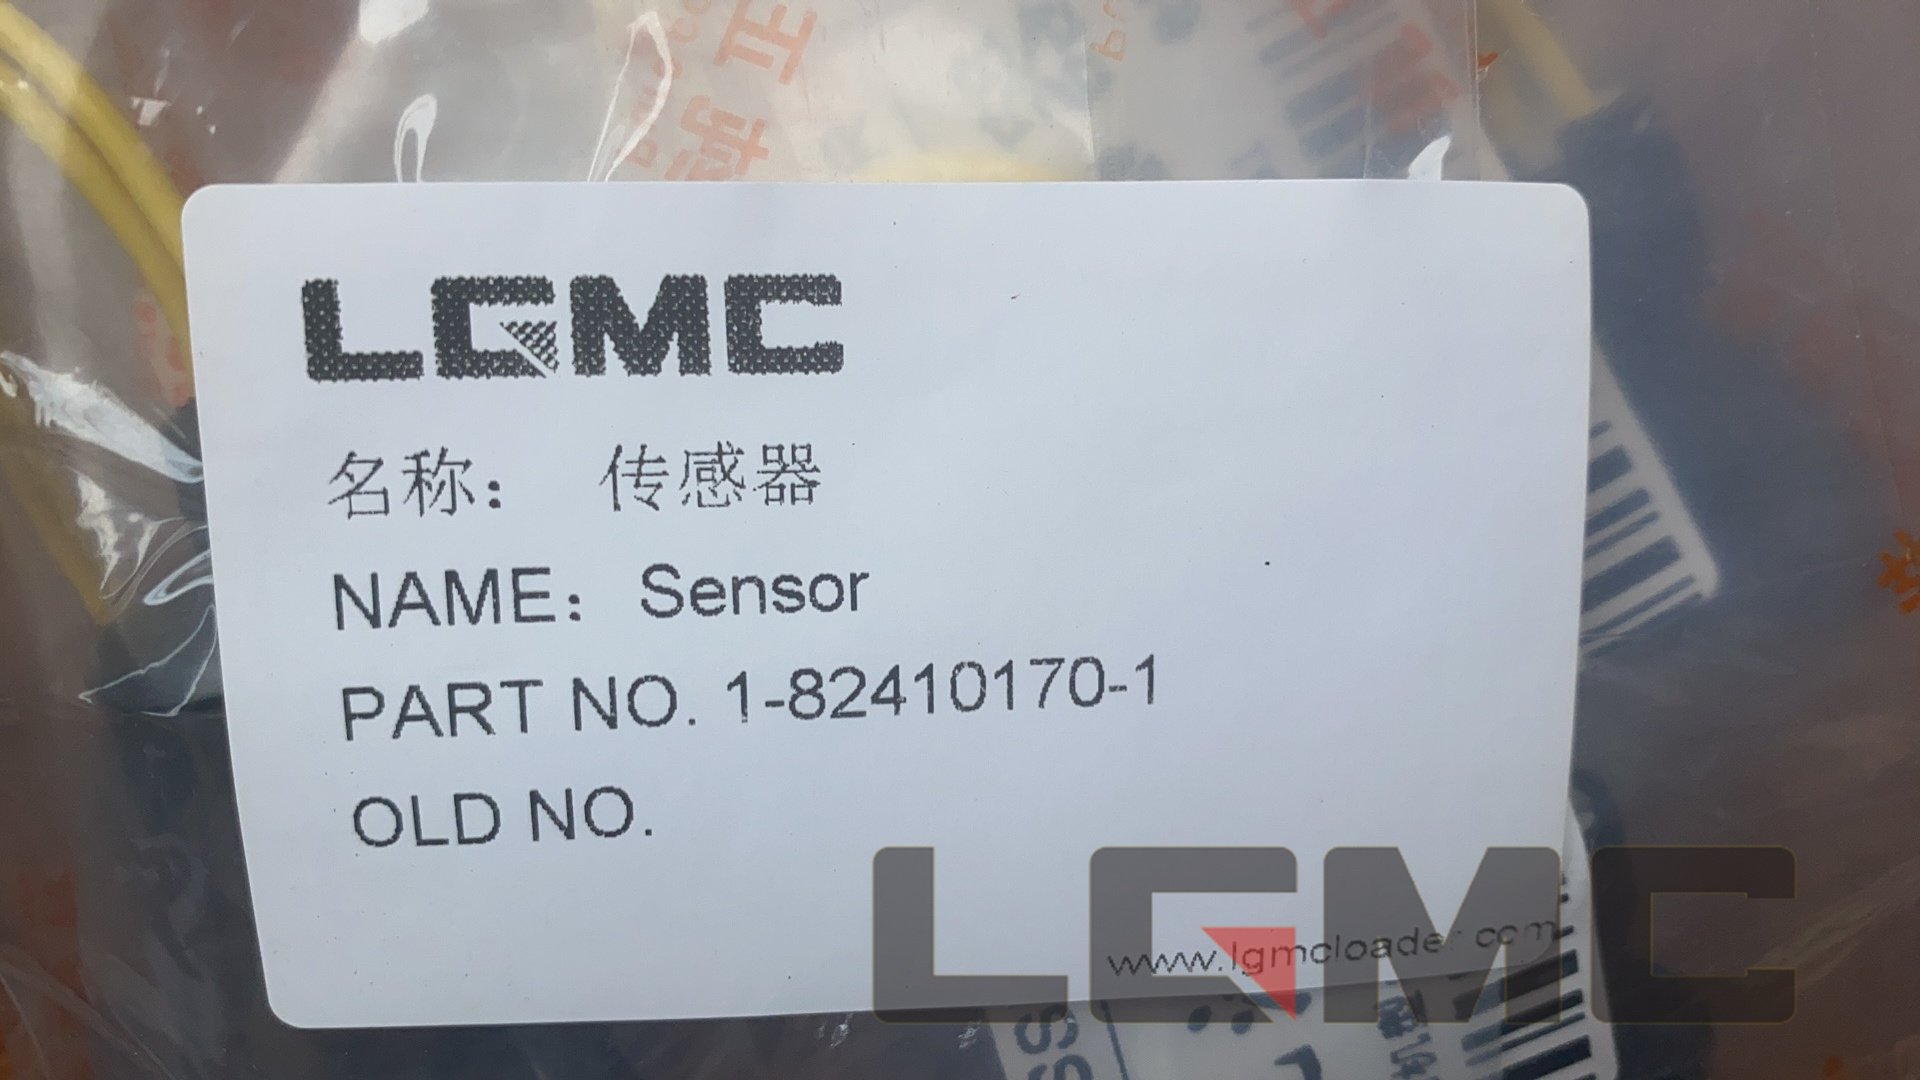 正
LGMC
名称： 传感器
NAME： Sensor
PART NO. 1-82410170-1
OLD NO.
www.lgmcloader.com
LGMC